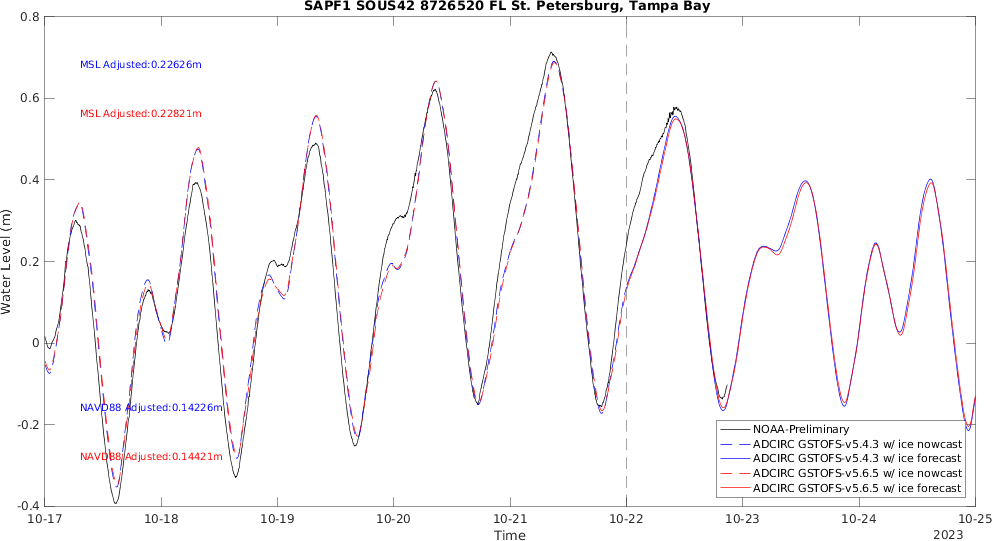 SAPF1 SOUS42 8726520 FL St. Petersburg, Tampa Bay
0.8
0.6
0.4
0.2
0
-0.2
-0.4
Water Level (m)
MSL Adjusted:0.22626m
MSL Adjusted:0.22821m
NAVD88 Adjusted:0.14226m
NAVD88 Adjusted:0.14421m
NOAA-Preliminary
ADCIRC GSTOFS-v5.4.3 w/ ice nowcast
ADCIRC GSTOFS-v5.4.3 w/ ice forecast
ADCIRC GSTOFS-v5.6.5 w/ ice nowcast
ADCIRC GSTOFS-v5.6.5 w/ ice forecast
10-17 10-18 10-19 10-20 10-21 10-22 10-23 10-24 10-25
Time
2023